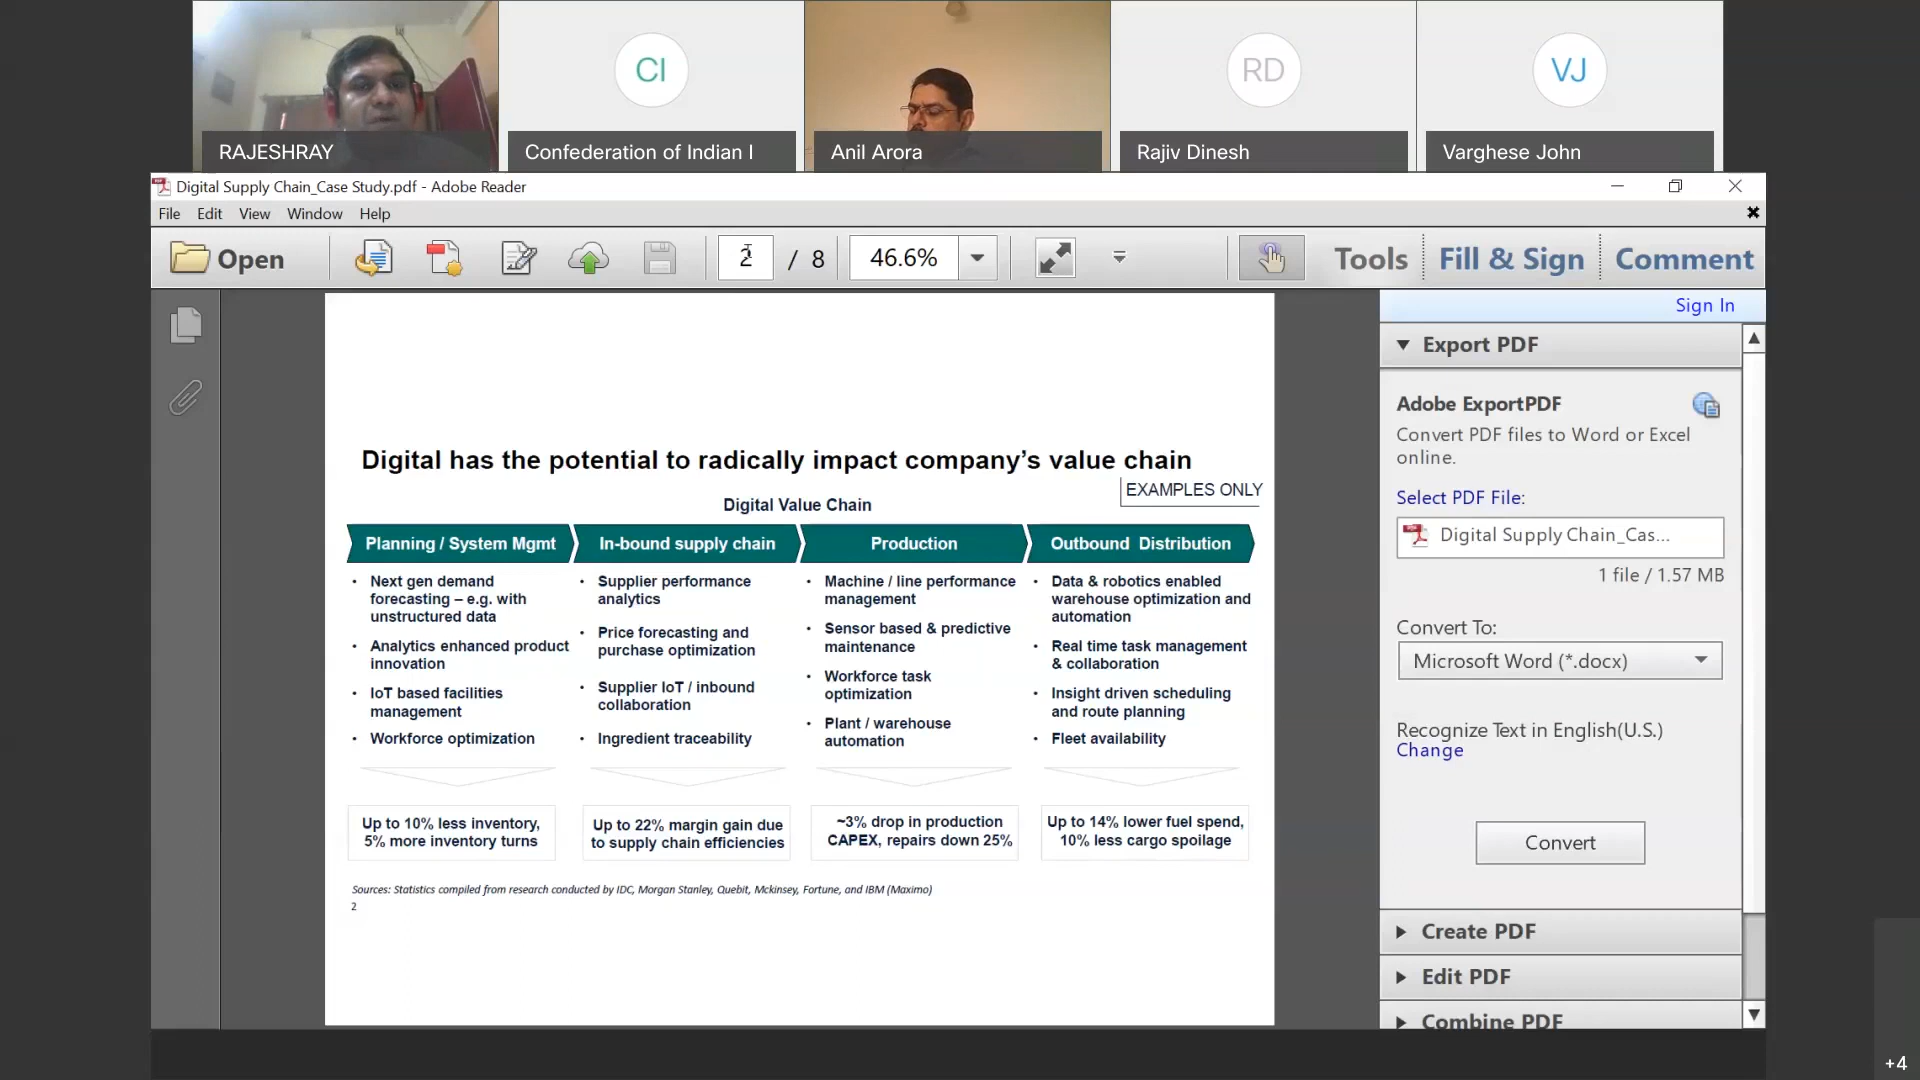 CI
RD
VJ
RAJESHRAY
Confederation of Indian I
Anil Arora
Rajiv Dinesh
Varghese John
Digital Supply Chain_Case Study.pdf - Adobe Reader
File Edit View Window Help
Open
2 / 8
46.6%
Tools
Fill & Sign
Comment
Sign In
Digital has the potential to radically impact company’s value chain
EXAMPLES ONLY
Digital Value Chain
Planning / System Mgmt
• Next gen demand
forecasting – e.g. with
unstructured data
• Analytics enhanced product
innovation
• IoT based facilities
management
• Workforce optimization
Up to 10% less inventory,
5% more inventory turns
In-bound supply chain
• Supplier performance
analytics
• Price forecasting and
purchase optimization
• Supplier IoT / inbound
collaboration
• Ingredient traceability
Up to 22% margin gain due
to supply chain efficiencies
Production
• Machine / line performance
management
• Sensor based & predictive
maintenance
• Workforce task
optimization
• Plant / warehouse
automation
~3% drop in production
CAPEX, repairs down 25%
Outbound Distribution
• Data & robotics enabled
warehouse optimization and
automation
• Real time task management
& collaboration
• Insight driven scheduling
and route planning
• Fleet availability
Up to 14% lower fuel spend,
10% less cargo spoilage
Sources: Statistics compiled from research conducted by IDC, Morgan Stanley, Quebit, Mckinsey, Fortune, and IBM (Maximo)
2
Export PDF
Adobe ExportPDF
Convert PDF files to Word or Excel
online.
Select PDF File:
Digital Supply Chain_Cas...
1 file / 1.57 MB
Convert To:
Microsoft Word (*.docx)
Recognize Text in English(U.S.)
Change
Convert
Create PDF
Edit PDF
Combine PDF
+4